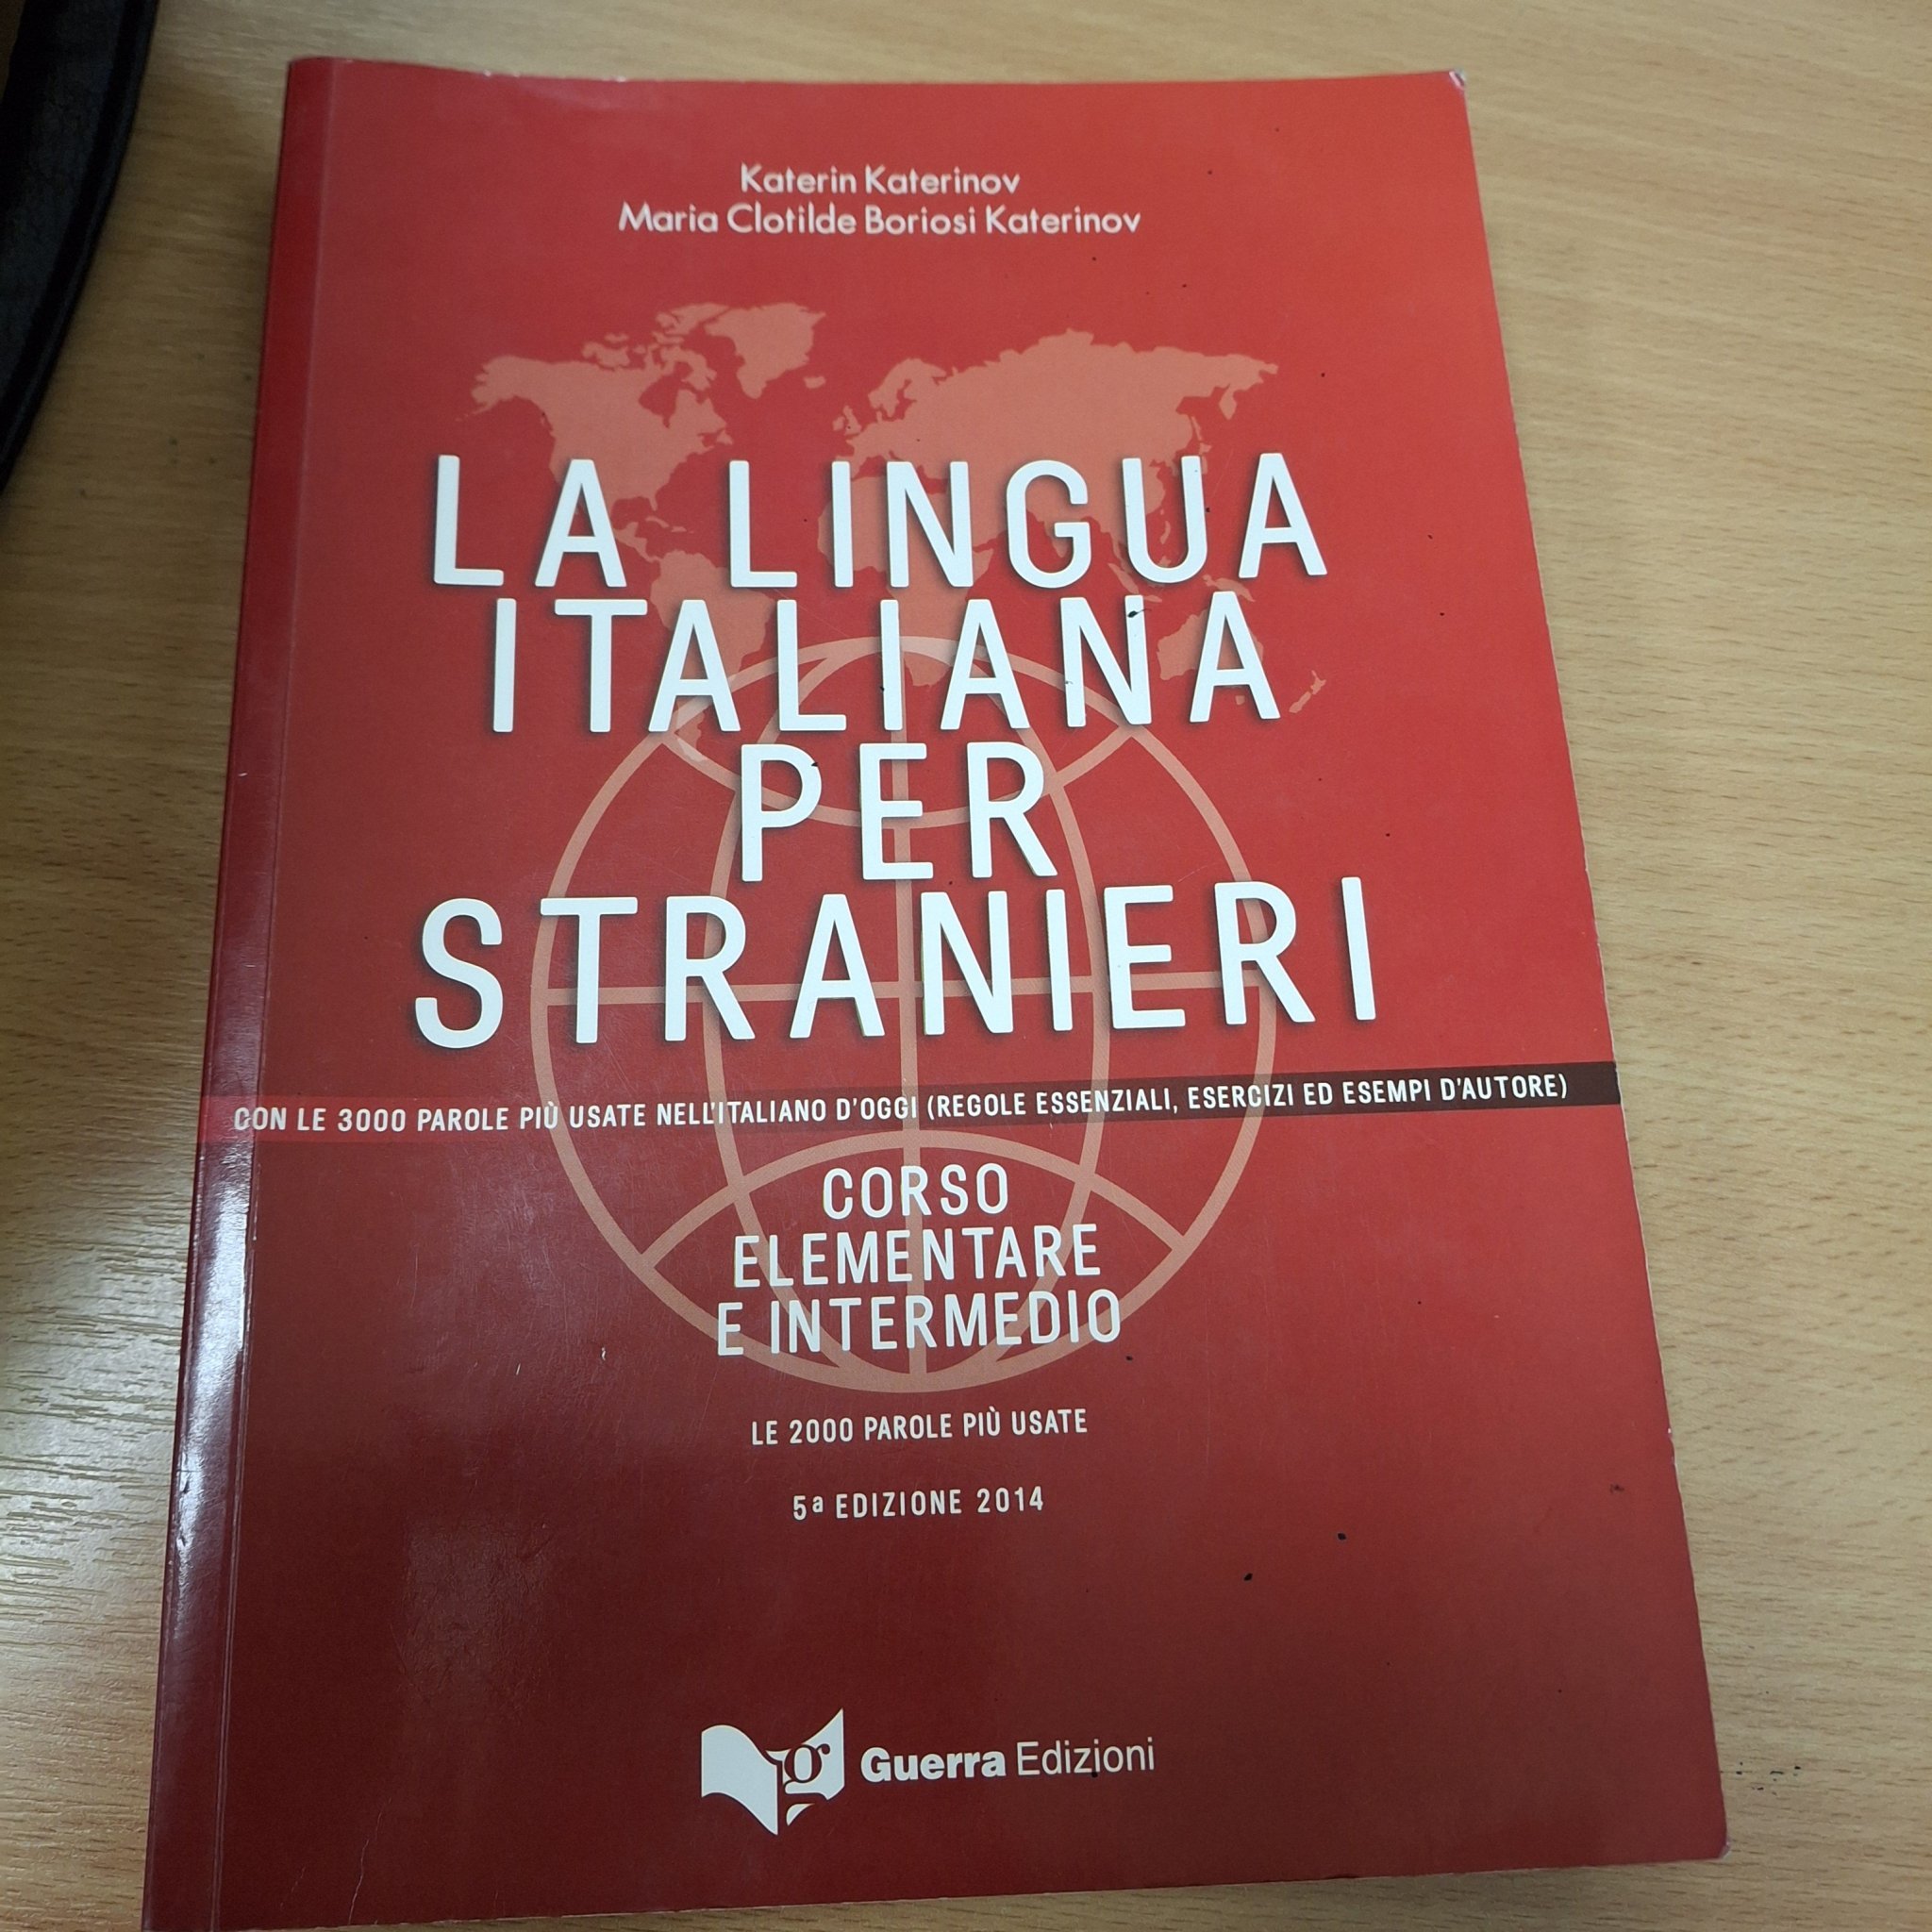 Katerin Katerinov
Maria Clotilde Boriosi Katerinov
LA LINGUA
ITALIANA
PER
STRANIERI
CON LE 3000 PAROLE PIÙ USATE NELL'ITALIANO D'OGGI (REGOLE ESSENZIALI, ESERCIZI ED ESEMPI D'AUTORE)
CORSO
ELEMENTARE
E INTERMEDIO
LE 2000 PAROLE PIÙ USATE
5ª EDIZIONE 2014
g Guerra Edizioni